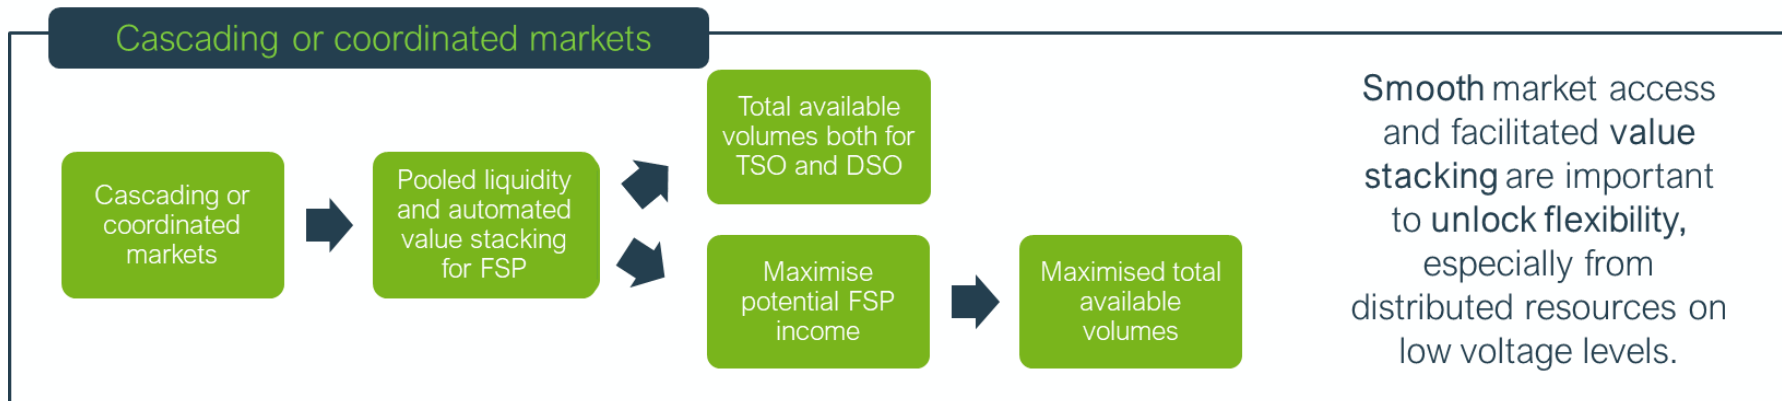 Cascading or coordinated markets
Cascading or
coordinated
markets
Pooled liquidity
and automated
value stacking
for FSP
Total available
volumes both for
TSO and DSO
Maximise
potential FSP
income
Maximised total
available
volumes
Smooth market access
and facilitated value
stacking are important
to unlock flexibility,
especially from
distributed resources on
low voltage levels.